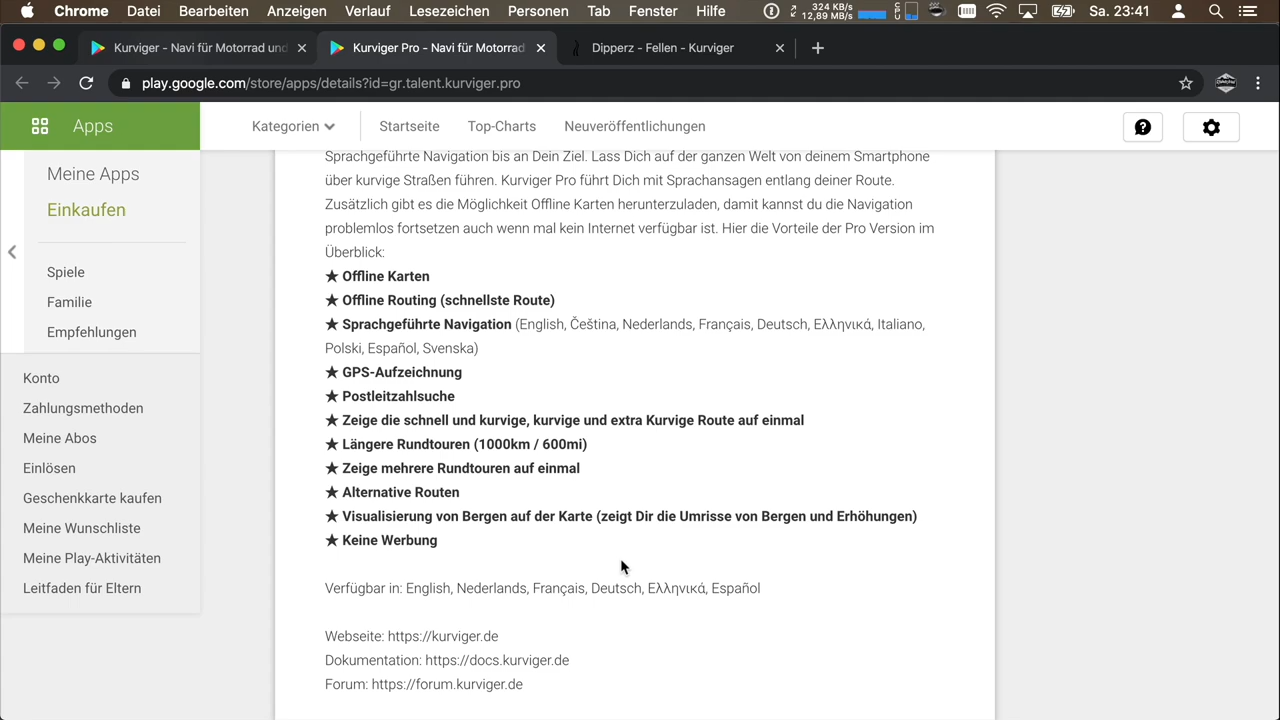 Chrome Datei Bearbeiten Anzeigen Verlauf Lesezeichen Personen Tab Fenster Hilfe 324 KB/s 12,89 MB/s Sa. 23:41
Kurviger - Navi für Motorrad und Kurviger Pro - Navi für Motorrad Dipperz - Fellen - Kurviger
play.google.com/store/apps/details?id=gr.talent.kurviger.pro
Apps Kategorien Startseite Top-Charts Neuveröffentlichungen
Meine Apps
Einkaufen
Spiele
Familie
Empfehlungen
Konto
Zahlungsmethoden
Meine Abos
Einlösen
Geschenkkarte kaufen
Meine Wunschliste
Meine Play-Aktivitäten
Leitfaden für Eltern
Sprachgeführte Navigation bis an Dein Ziel. Lass Dich auf der ganzen Welt von deinem Smartphone
über kurvige Straßen führen. Kurviger Pro führt Dich mit Sprachansagen entlang deiner Route.
Zusätzlich gibt es die Möglichkeit Offline Karten herunterzuladen, damit kannst du die Navigation
problemlos fortsetzen auch wenn mal kein Internet verfügbar ist. Hier die Vorteile der Pro Version im
Überblick:
★ Offline Karten
★ Offline Routing (schnellste Route)
★ Sprachgeführte Navigation (English, Čeština, Nederlands, Français, Deutsch, Ελληνικά, Italiano,
Polski, Español, Svenska)
★ GPS-Aufzeichnung
★ Postleitzahlsuche
★ Zeige die schnell und kurvige, kurvige und extra Kurvige Route auf einmal
★ Längere Rundtouren (1000km / 600mi)
★ Zeige mehrere Rundtouren auf einmal
★ Alternative Routen
★ Visualisierung von Bergen auf der Karte (zeigt Dir die Umrisse von Bergen und Erhöhungen)
★ Keine Werbung
Verfügbar in: English, Nederlands, Français, Deutsch, Ελληνικά, Español
Webseite: https://kurviger.de
Dokumentation: https://docs.kurviger.de
Forum: https://forum.kurviger.de